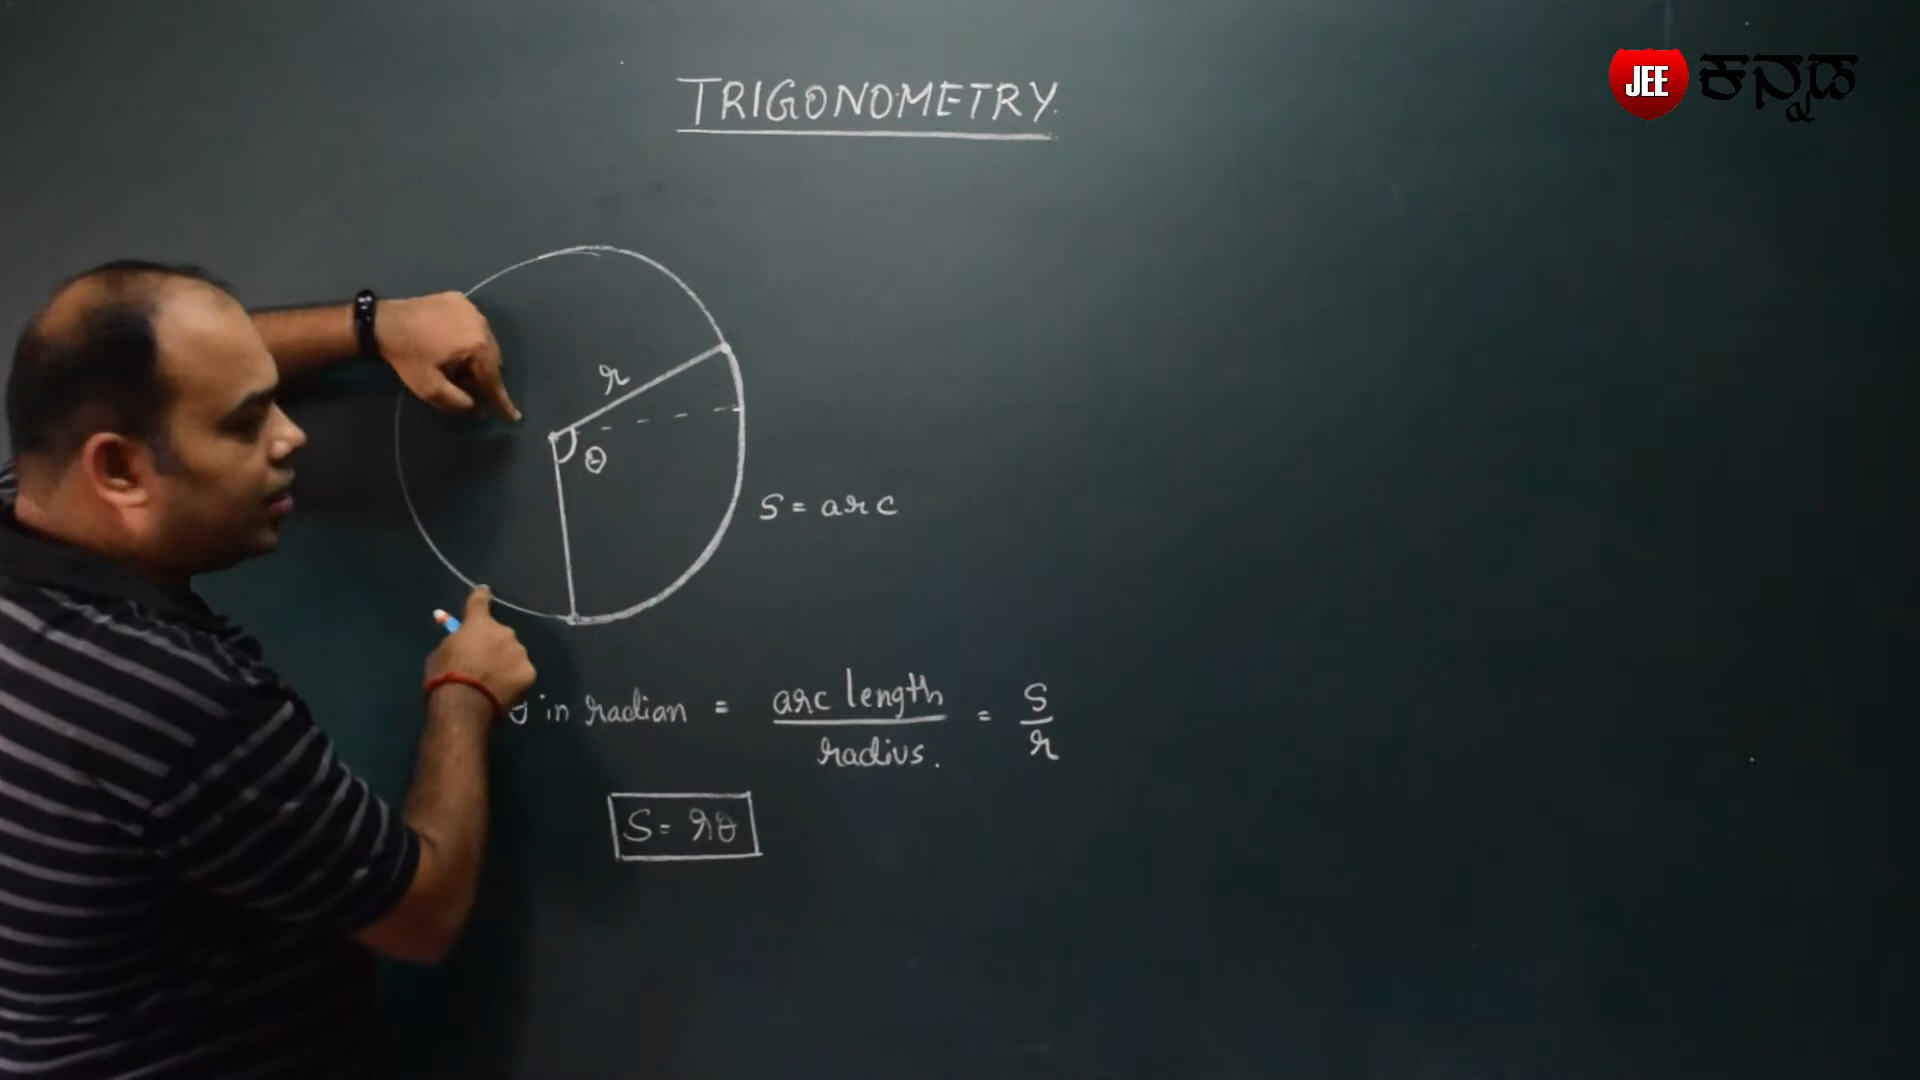 TRIGONOMETRY
JEE ಕನ್ನಡ
r
θ
S = arc
θ in radian = arc length / radius. = S / r
S = rθ